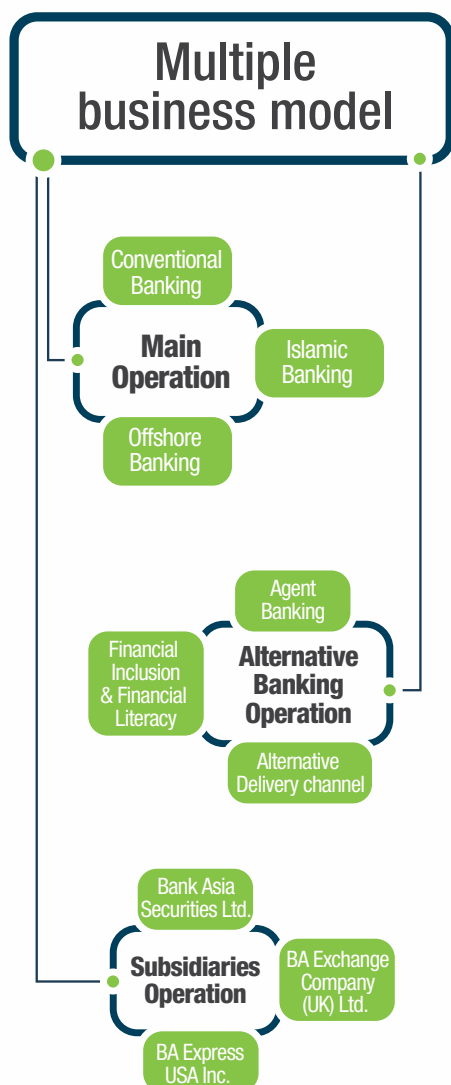 Multiple
business model
Conventional
Banking
Main
Operation
Islamic
Banking
Offshore
Banking
Agent
Banking
Financial
Inclusion
& Financial
Literacy
Alternative
Banking
Operation
Alternative
Delivery channel
Bank Asia
Securities Ltd.
Subsidiaries
Operation
BA Exchange
Company
(UK) Ltd.
BA Express
USA Inc.